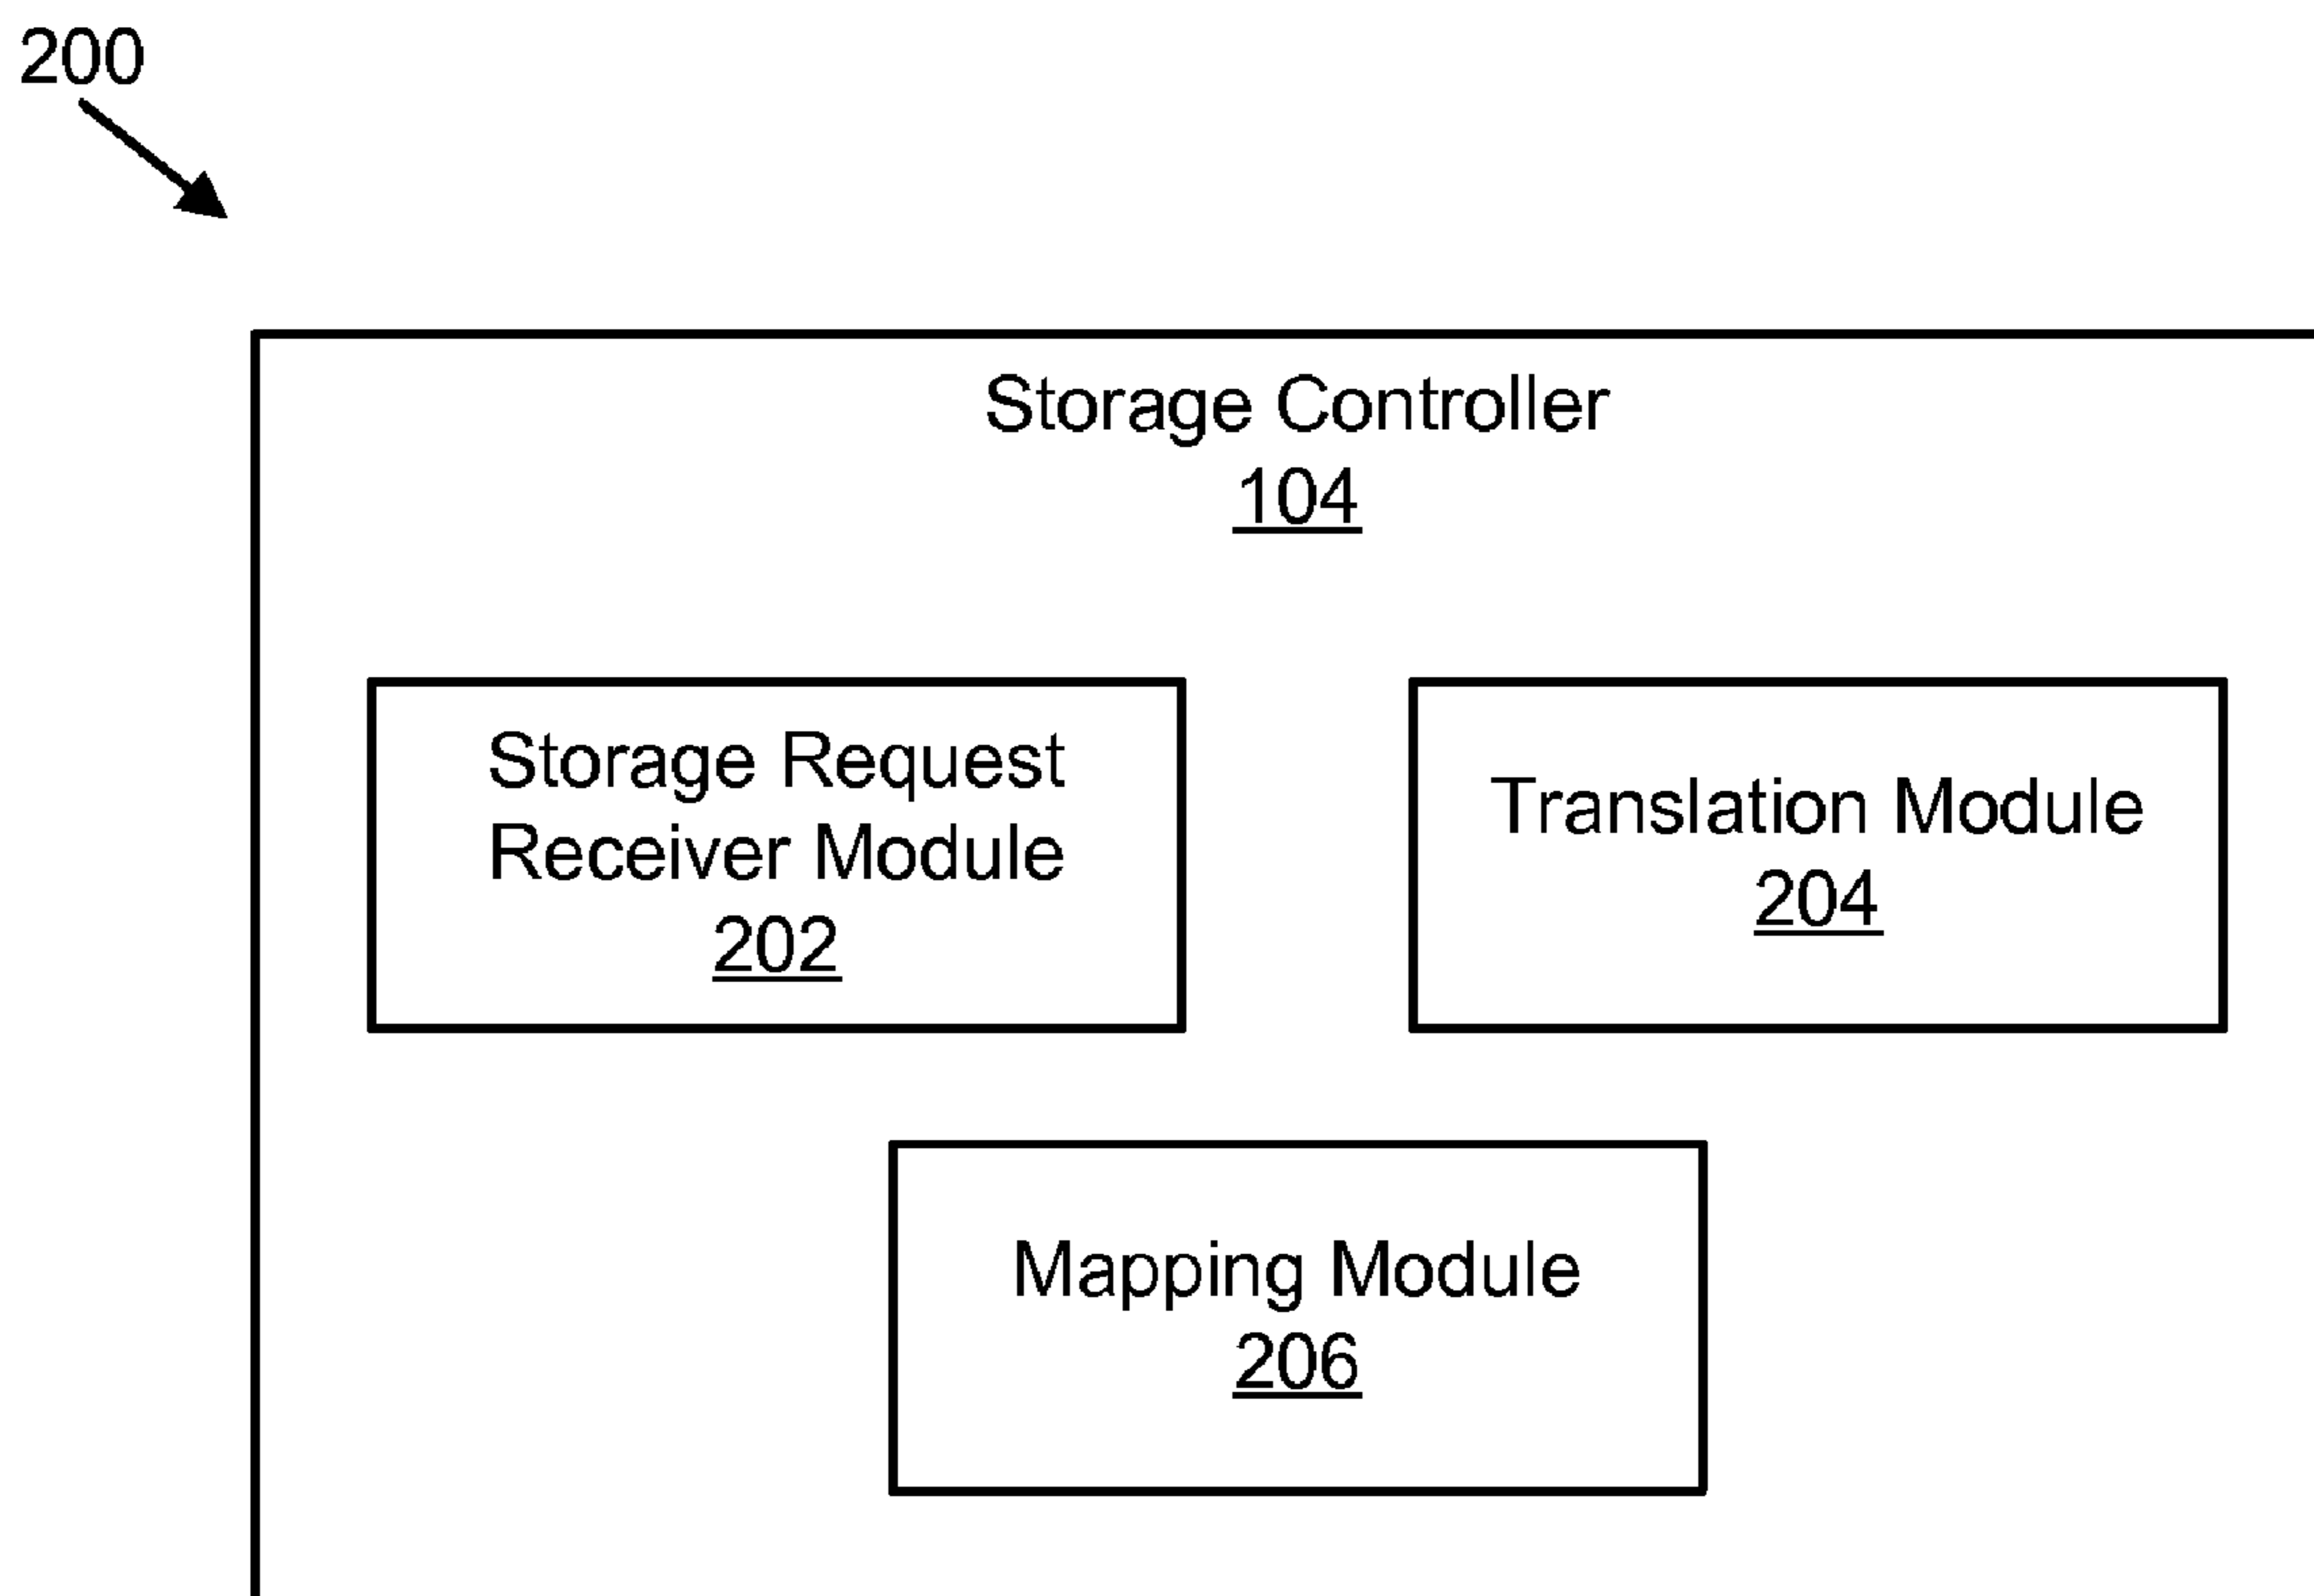 200
Storage Controller
104
Storage Request
Receiver Module
202
Translation Module
204
Mapping Module
206